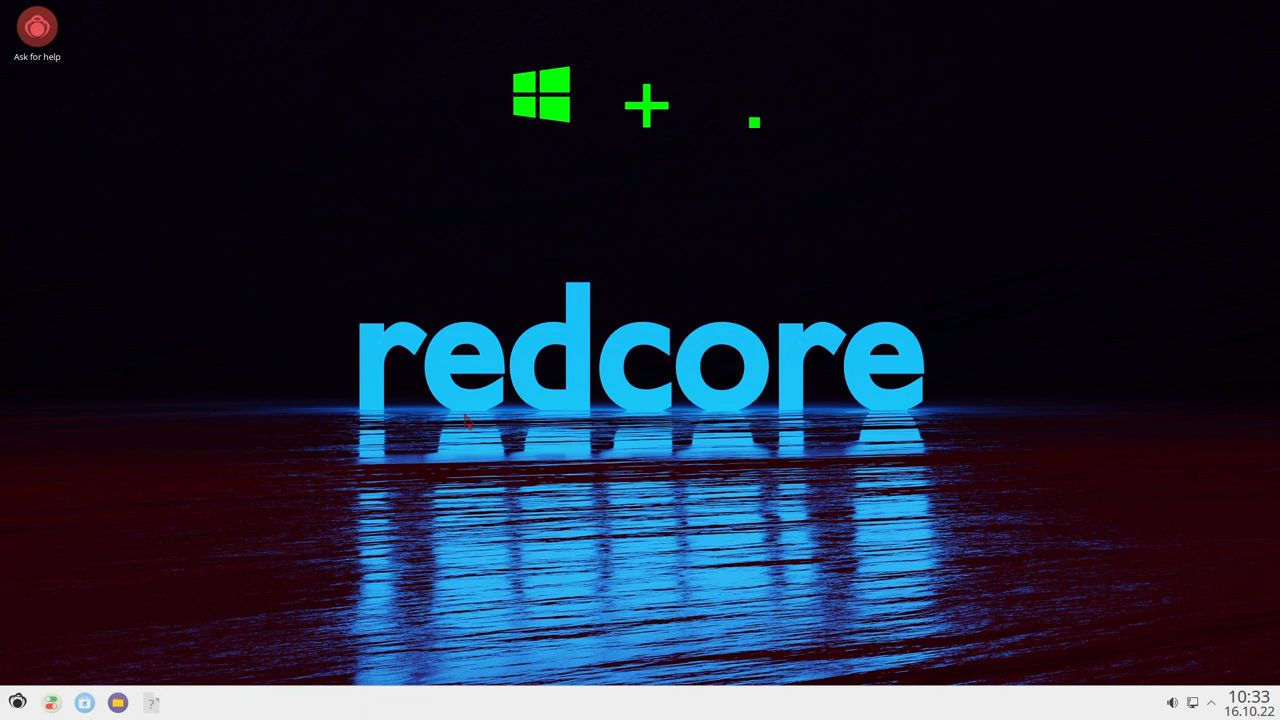 Ask for help
+ .
redcore
10:33
16.10.22